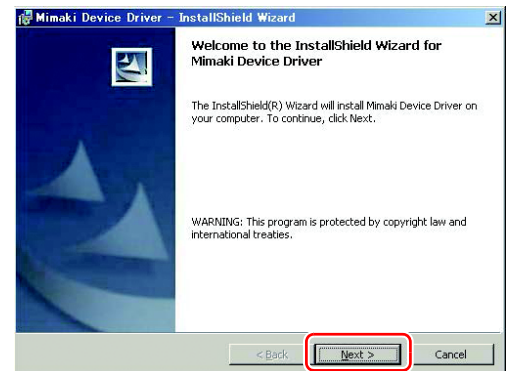 Mimaki Device Driver - InstallShield Wizard
Welcome to the InstallShield Wizard for
Mimaki Device Driver
The InstallShield(R) Wizard will install Mimaki Device Driver on
your computer. To continue, click Next.
WARNING: This program is protected by copyright law and
international treaties.
< Back
Next >
Cancel